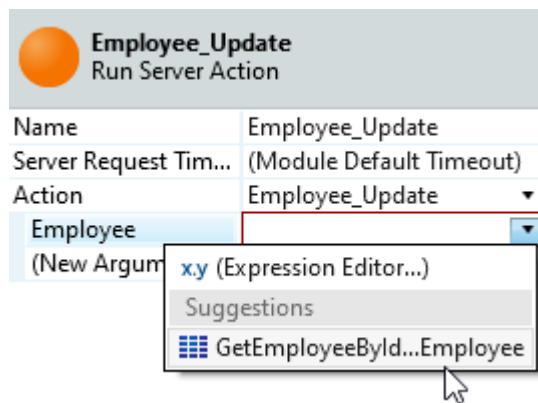 Employee_Update
Run Server Action
Name Employee_Update
Server Request Tim... (Module Default Timeout)
Action Employee_Update
Employee
(New Argum
x.y (Expression Editor...)
Suggestions
GetEmployeeById...Employee